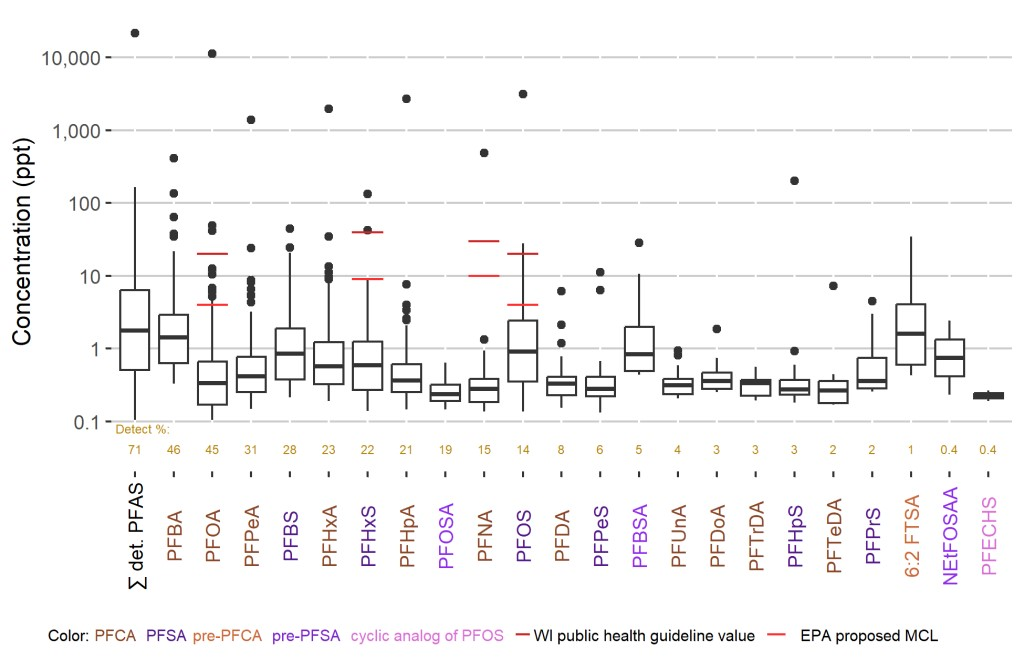 Concentration (ppt)
10,000
1,000
100
10
1
0.1
Detect %:
71 46 45 31 28 23 22 21 19 15 14 8 6 5 4 3 3 3 2 2 1 0.4 0.4
∑ det. PFAS
PFBA
PFOA
PFPeA
PFBS
PFHxA
PFHxS
PFHpA
PFOSA
PFNA
PFOS
PFDA
PFPeS
PFBSA
PFUnA
PFDoA
PFTrDA
PFHpS
PFTeDA
PFPrS
6:2 FTSA
NEtFOSAA
PFECHS
Color: PFCA PFSA pre-PFCA pre-PFSA cyclic analog of PFOS WI public health guideline value EPA proposed MCL